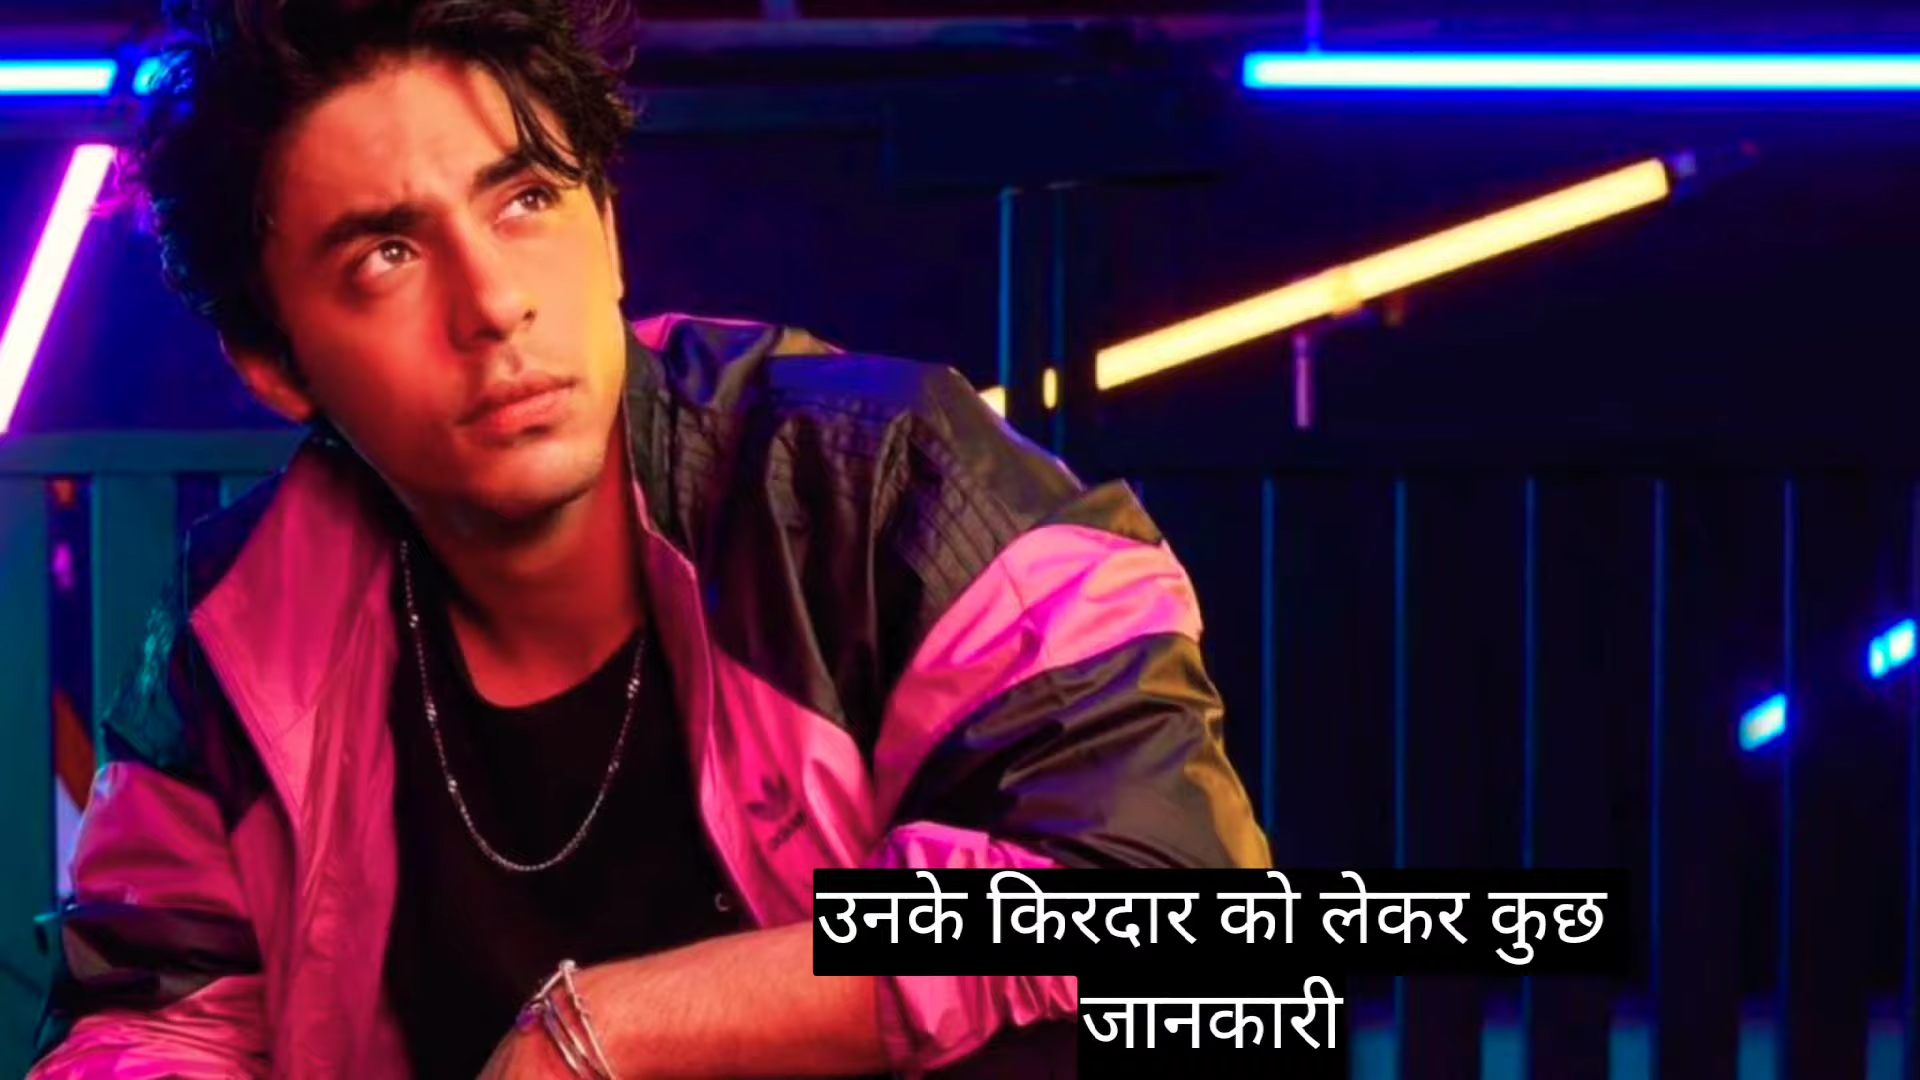 उनके किरदार को लेकर कुछ
जानकारी